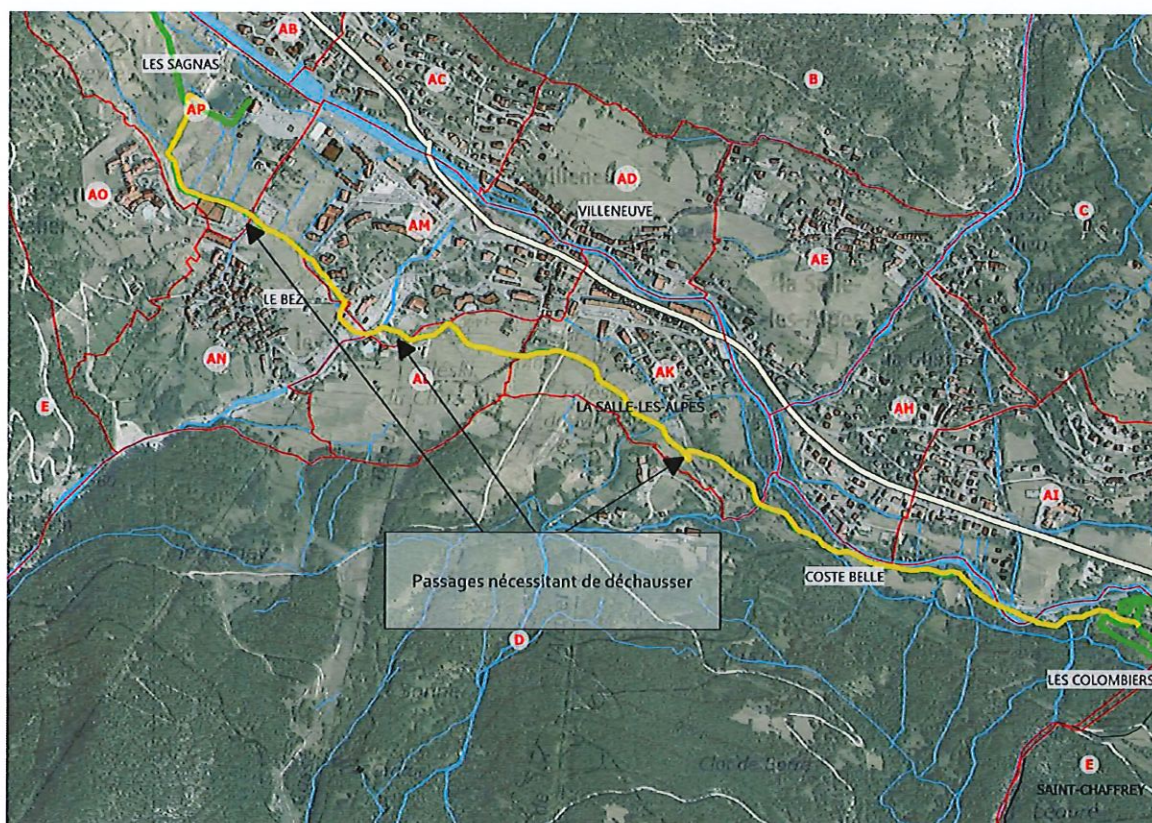 AB
LES SAGNAS
AC
B
AP
AO
AD
VILLENEUVE
C
AM
AE
LE BEZ
AN
AL
AK
E
LA SALLE-LES-ALPES
AH
AI
Passages nécessitant de déchausser
COSTE BELLE
D
LES COLOMBIERS
E
SAINT-CHAFFREY